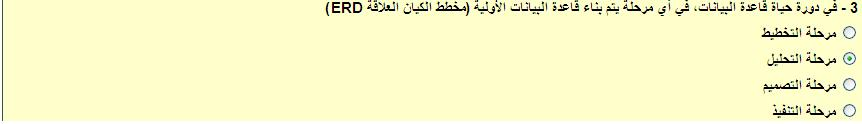 3 - في دورة حياة قاعدة البيانات، في أي مرحلة يتم بناء قاعدة البيانات الأولية (مخطط الكيان العلاقة ERD)
مرحلة التخطيط
مرحلة التحليل
مرحلة التصميم
مرحلة التنفيذ